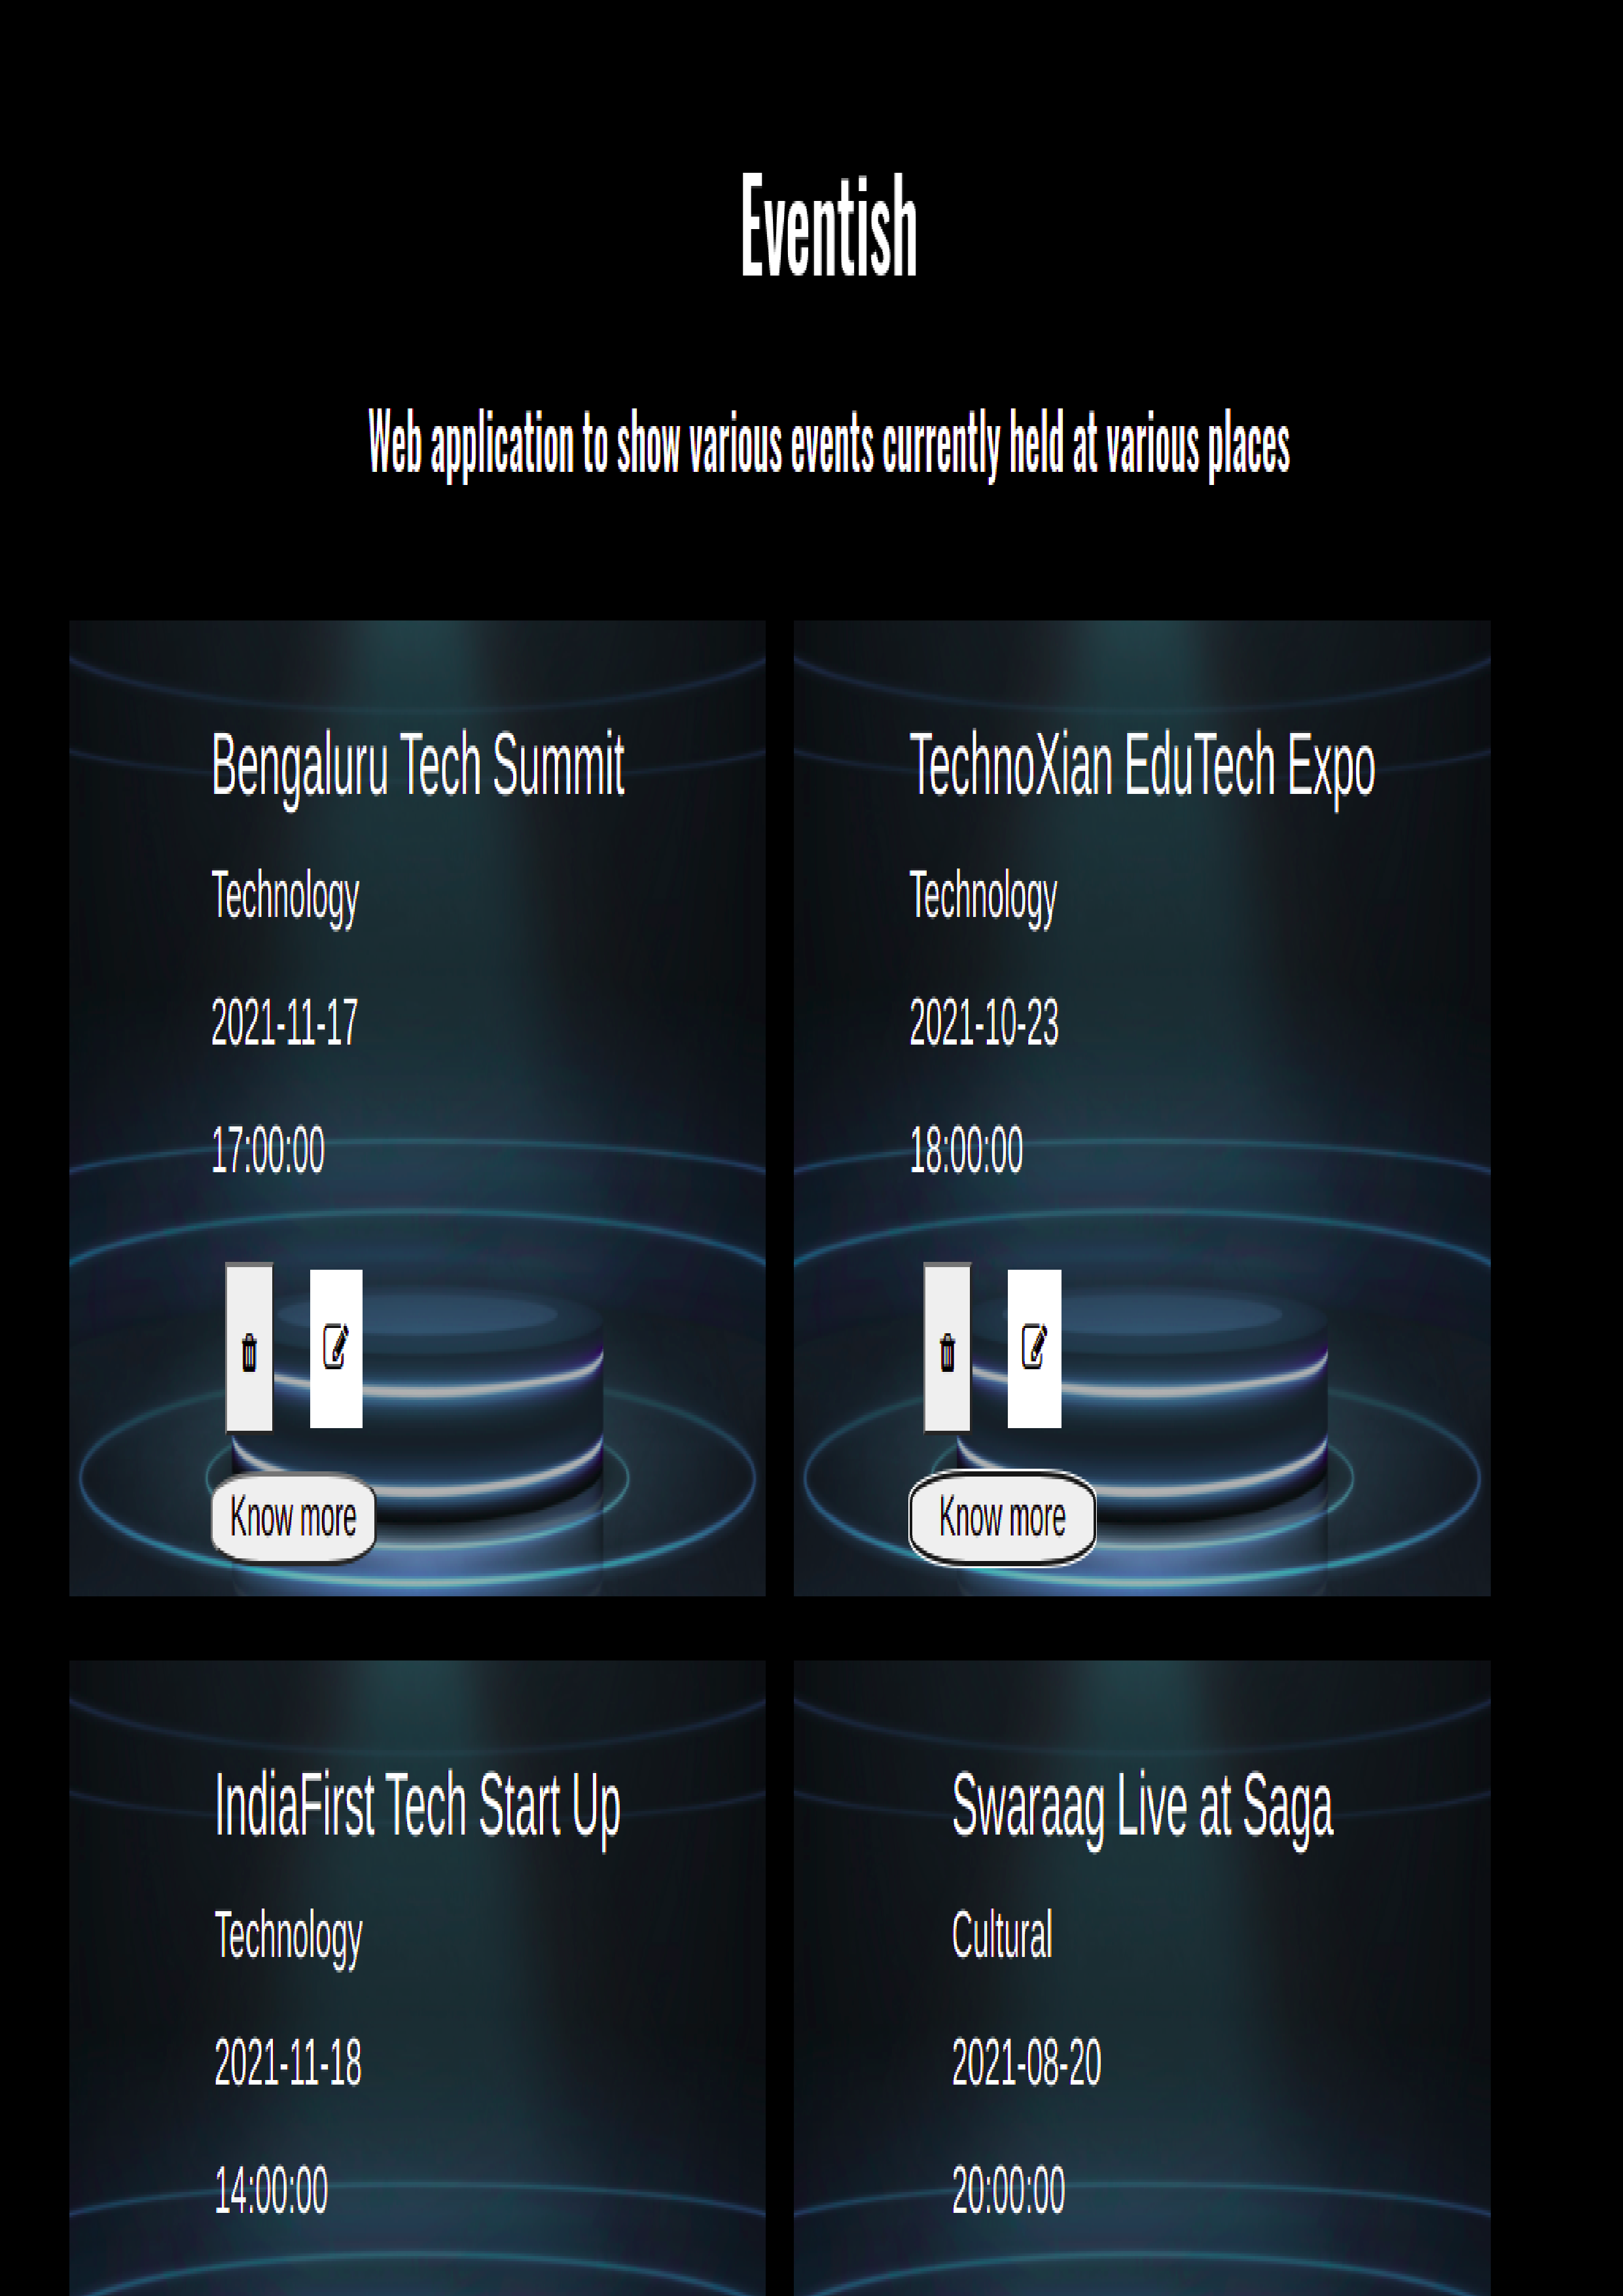 Eventish
Web application to show various events currently held at various places
Bengaluru Tech Summit
Technology
2021-11-17
17:00:00
Know more
TechnoXian EduTech Expo
Technology
2021-10-23
18:00:00
Know more
IndiaFirst Tech Start Up
Technology
2021-11-18
14:00:00
Swaraag Live at Saga
Cultural
2021-08-20
20:00:00